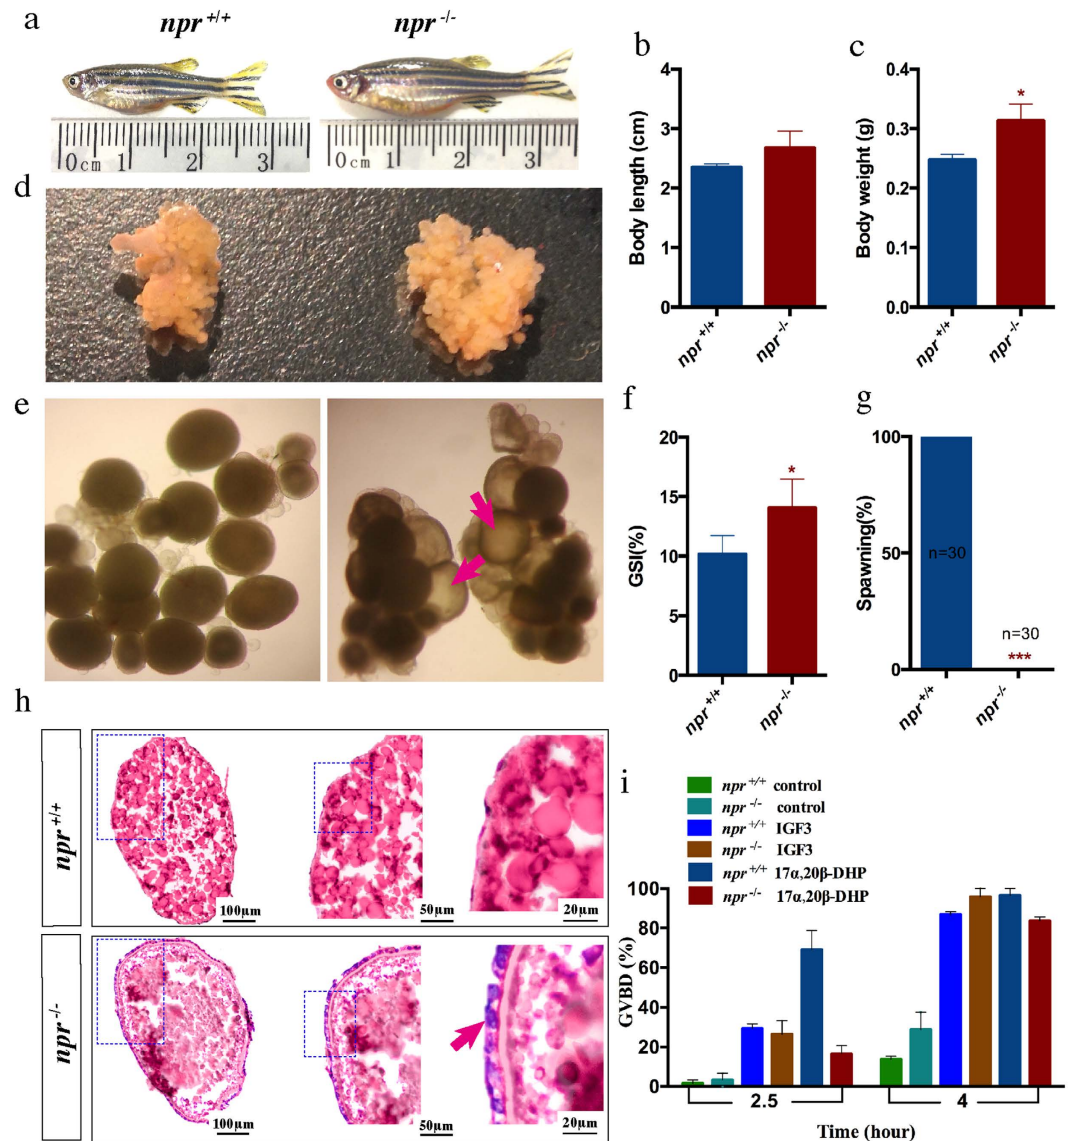 a
npr +/+
npr -/-
0cm 1 2 3
0cm 1 2 3
b
Body length (cm)
4
3
2
1
0
npr +/+
npr -/-
c
Body weight (g)
0.4
0.3
0.2
0.1
0.0
*
npr +/+
npr -/-
d
e
f
GSI(%)
20
15
10
5
0
*
npr +/+
npr -/-
g
Spawning(%)
100
50
0
n=30
n=30
***
npr +/+
npr -/-
h
npr +/+
100μm
50μm
20μm
npr -/-
100μm
50μm
20μm
i
npr +/+ control
npr -/- control
npr +/+ IGF3
npr -/- IGF3
npr +/+ 17α,20β-DHP
npr -/- 17α,20β-DHP
GVBD (%)
100
80
60
40
20
0
2.5
4
Time (hour)